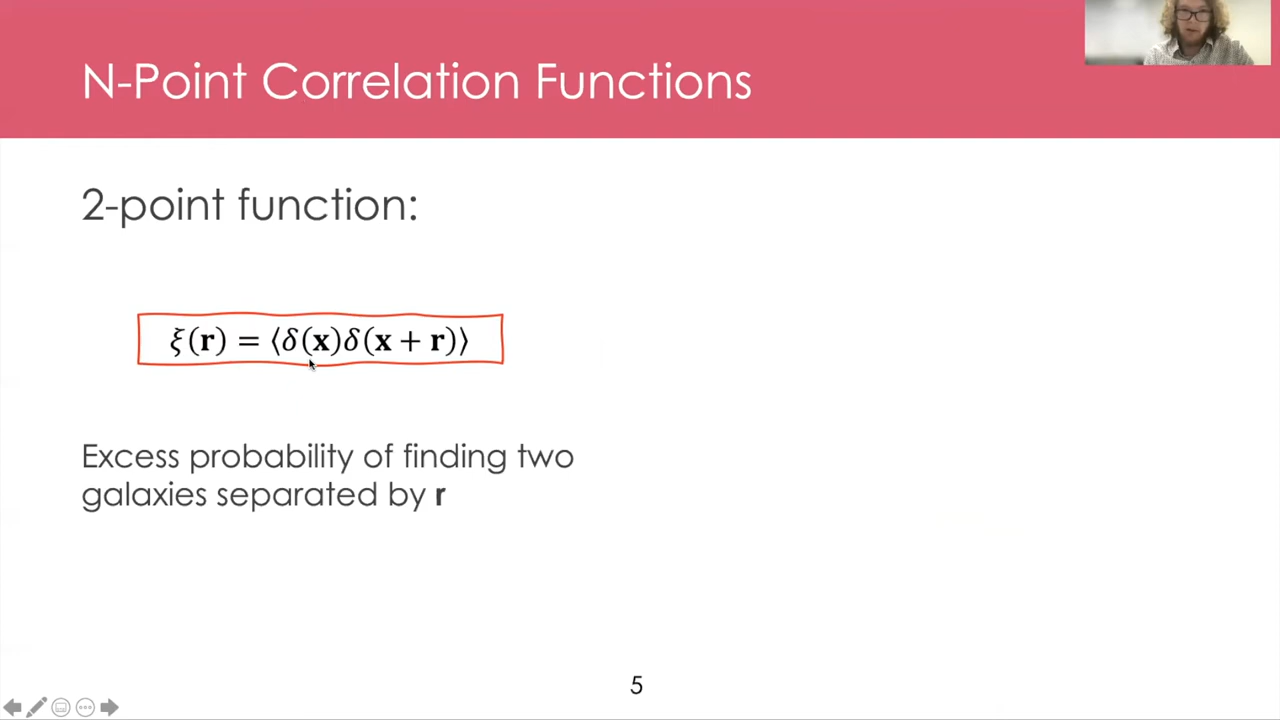 N-Point Correlation Functions
2-point function:
ξ(𝐫) = ⟨δ(𝐱)δ(𝐱 + 𝐫)⟩
Excess probability of finding two
galaxies separated by r
5